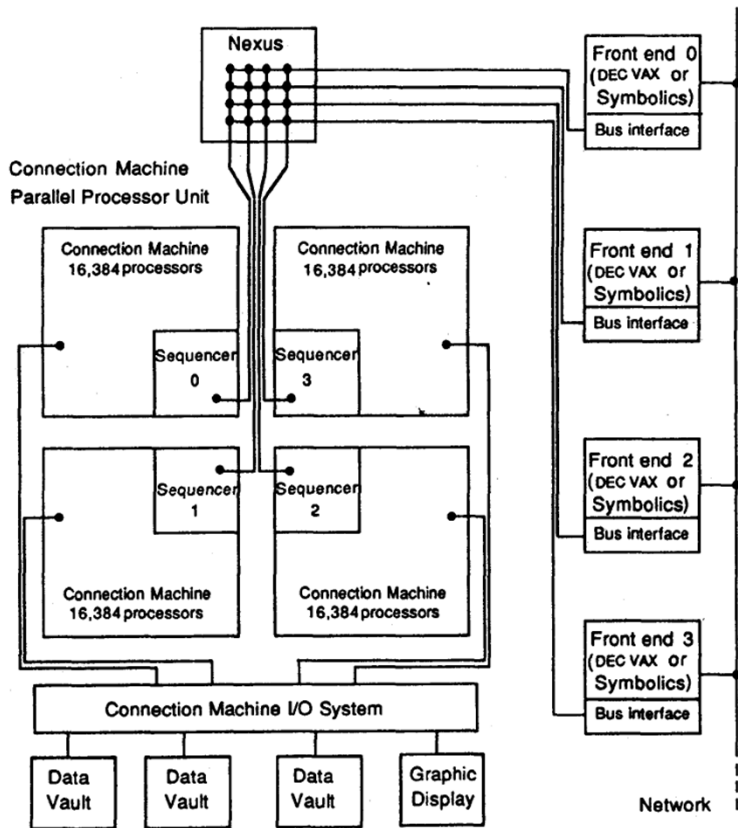 Nexus
Front end 0
(DEC VAX or
Symbolics)
Bus interface
Connection Machine
Parallel Processor Unit
Connection Machine
16,384 processors
Sequencer
0
Connection Machine
16,384 processors
Sequencer
3
Front end 1
(DEC VAX or
Symbolics)
Bus interface
Sequencer
1
Connection Machine
16,384 processors
Sequencer
2
Connection Machine
16,384 processors
Front end 2
(DEC VAX or
Symbolics)
Bus interface
Front end 3
(DEC VAX or
Symbolics)
Bus interface
Connection Machine I/O System
Data
Vault
Data
Vault
Data
Vault
Graphic
Display
Network